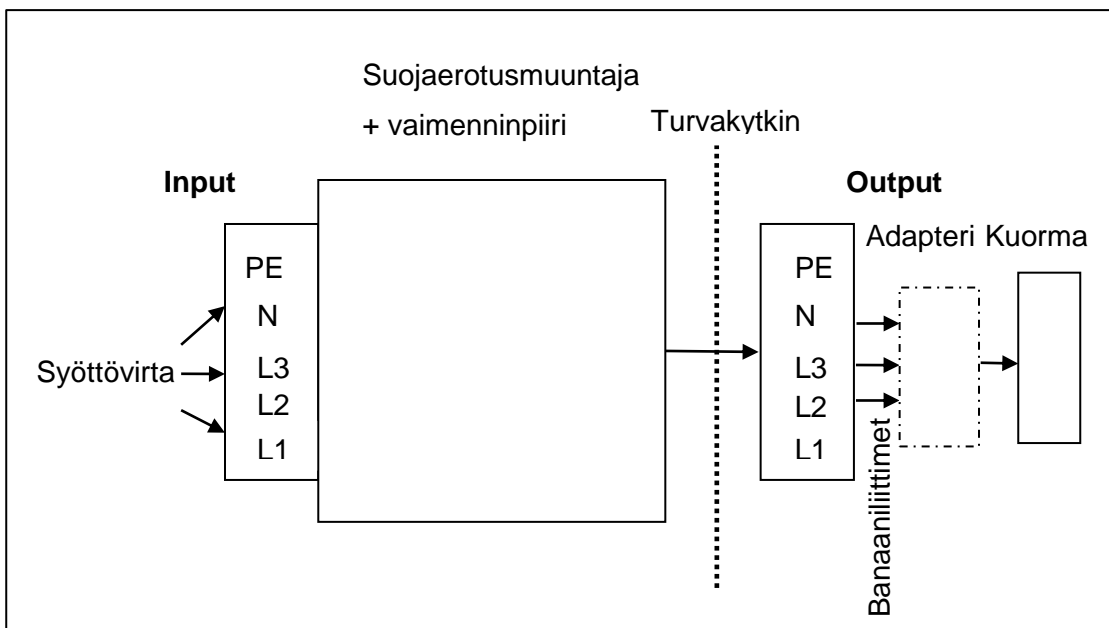 Suojaerotusmuuntaja
+ vaimenninpiiri
Turvakytkin
Input
Output
Adapteri Kuorma
PE
N
L3
L2
L1
Syöttövirta
PE
N
L3
L2
L1
Banaaniliittimet